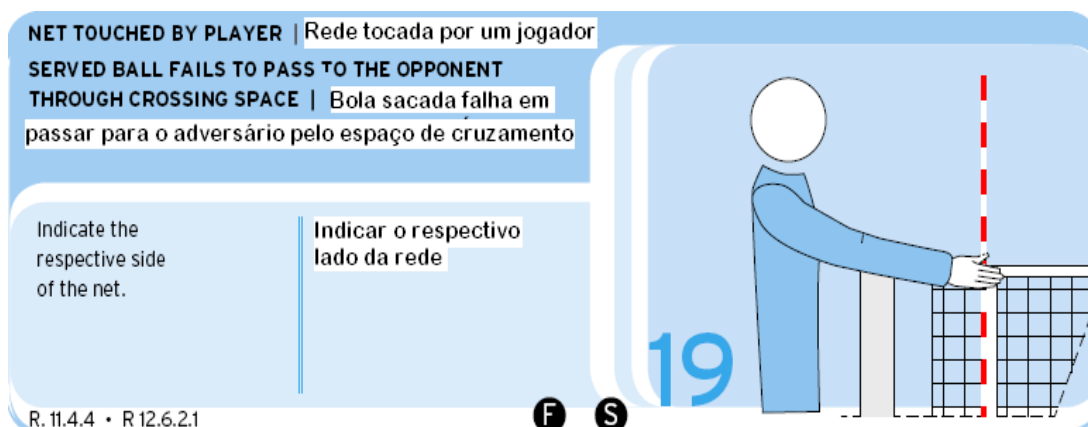 NET TOUCHED BY PLAYER | Rede tocada por um jogador
SERVED BALL FAILS TO PASS TO THE OPPONENT
THROUGH CROSSING SPACE | Bola sacada falha em
passar para o adversário pelo espaço de cruzamento
Indicate the
respective side
of the net.
Indicar o respectivo
lado da rede
19
R. 11.4.4 • R 12.6.2.1
F S